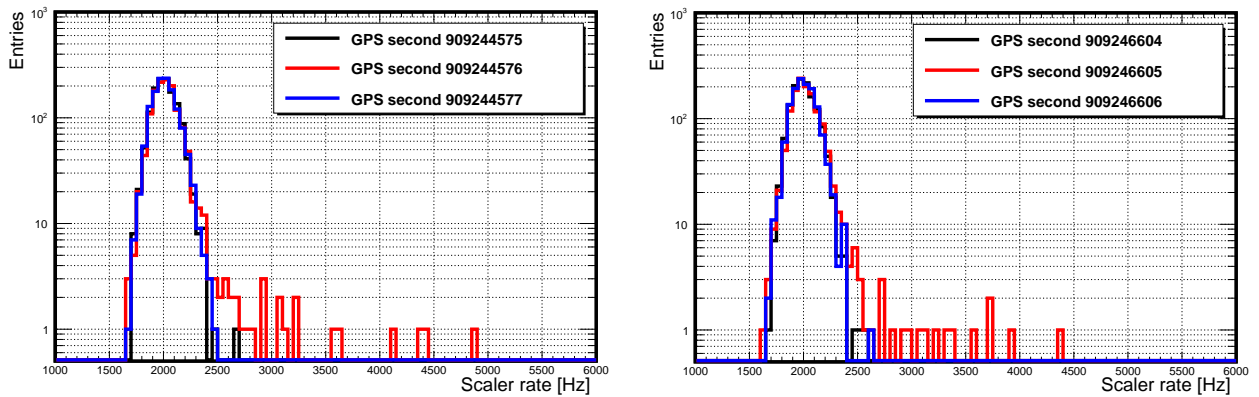 Entries
10³
10²
10
1
GPS second 909244575
GPS second 909244576
GPS second 909244577
1000 1500 2000 2500 3000 3500 4000 4500 5000 5500 6000
Scaler rate [Hz]
Entries
10³
10²
10
1
GPS second 909246604
GPS second 909246605
GPS second 909246606
1000 1500 2000 2500 3000 3500 4000 4500 5000 5500 6000
Scaler rate [Hz]